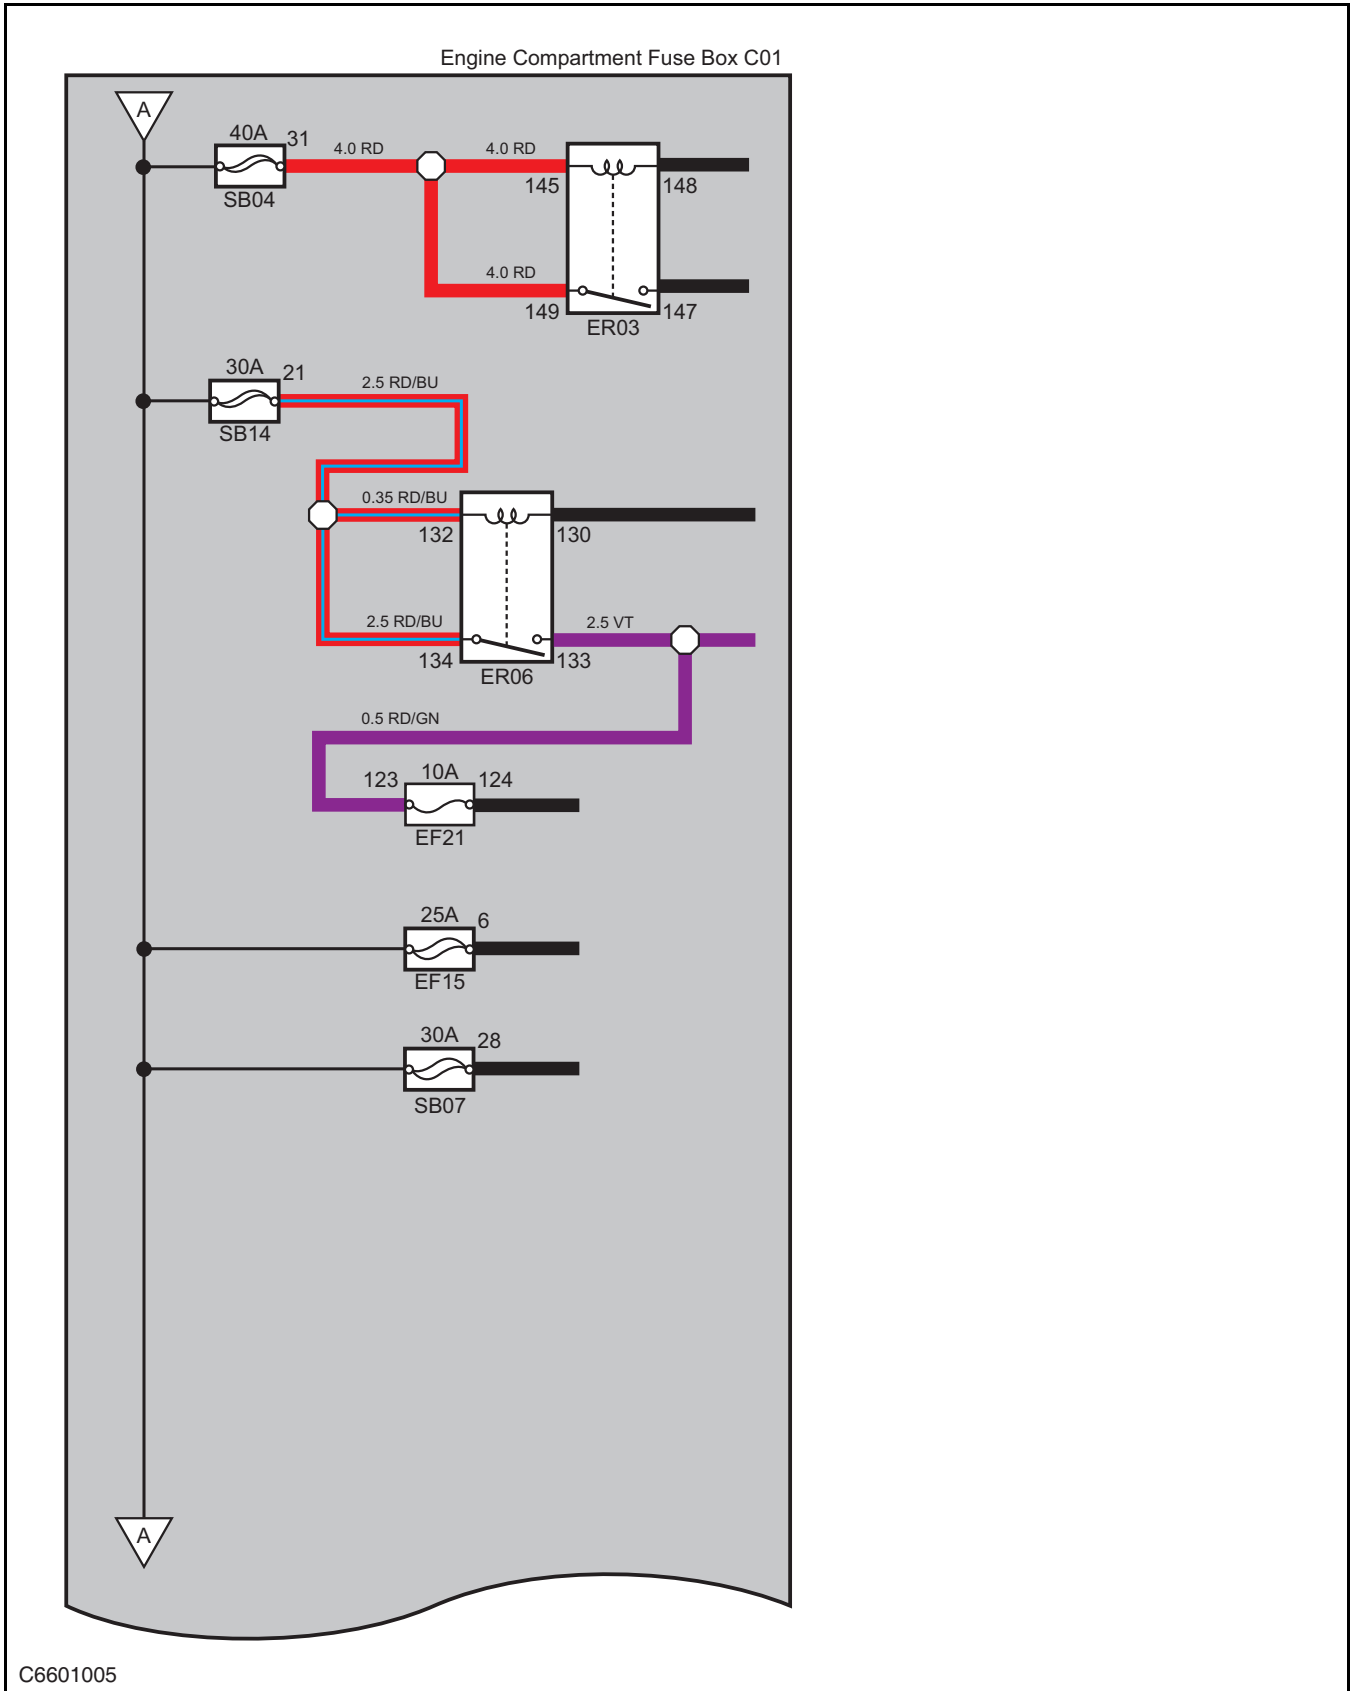 Engine Compartment Fuse Box C01
A
40A 31
4.0 RD
4.0 RD
SB04
145
148
4.0 RD
149
147
ER03
30A 21
2.5 RD/BU
SB14
0.35 RD/BU
132
130
2.5 RD/BU
2.5 VT
134
133
ER06
0.5 RD/GN
123 10A 124
EF21
25A 6
EF15
30A 28
SB07
A
C6601005